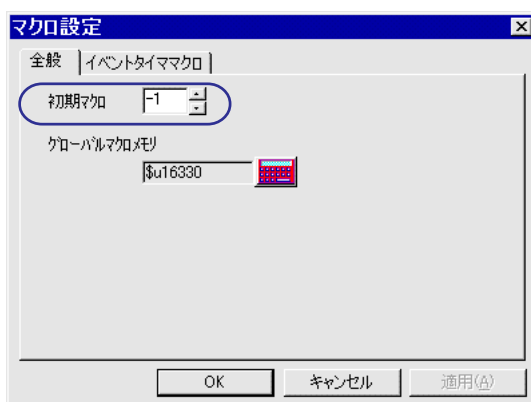 マクロ設定
全般 イベントタイママクロ
初期マクロ -1
グローバルマクロメモリ
$u16330
OK キャンセル 適用(A)